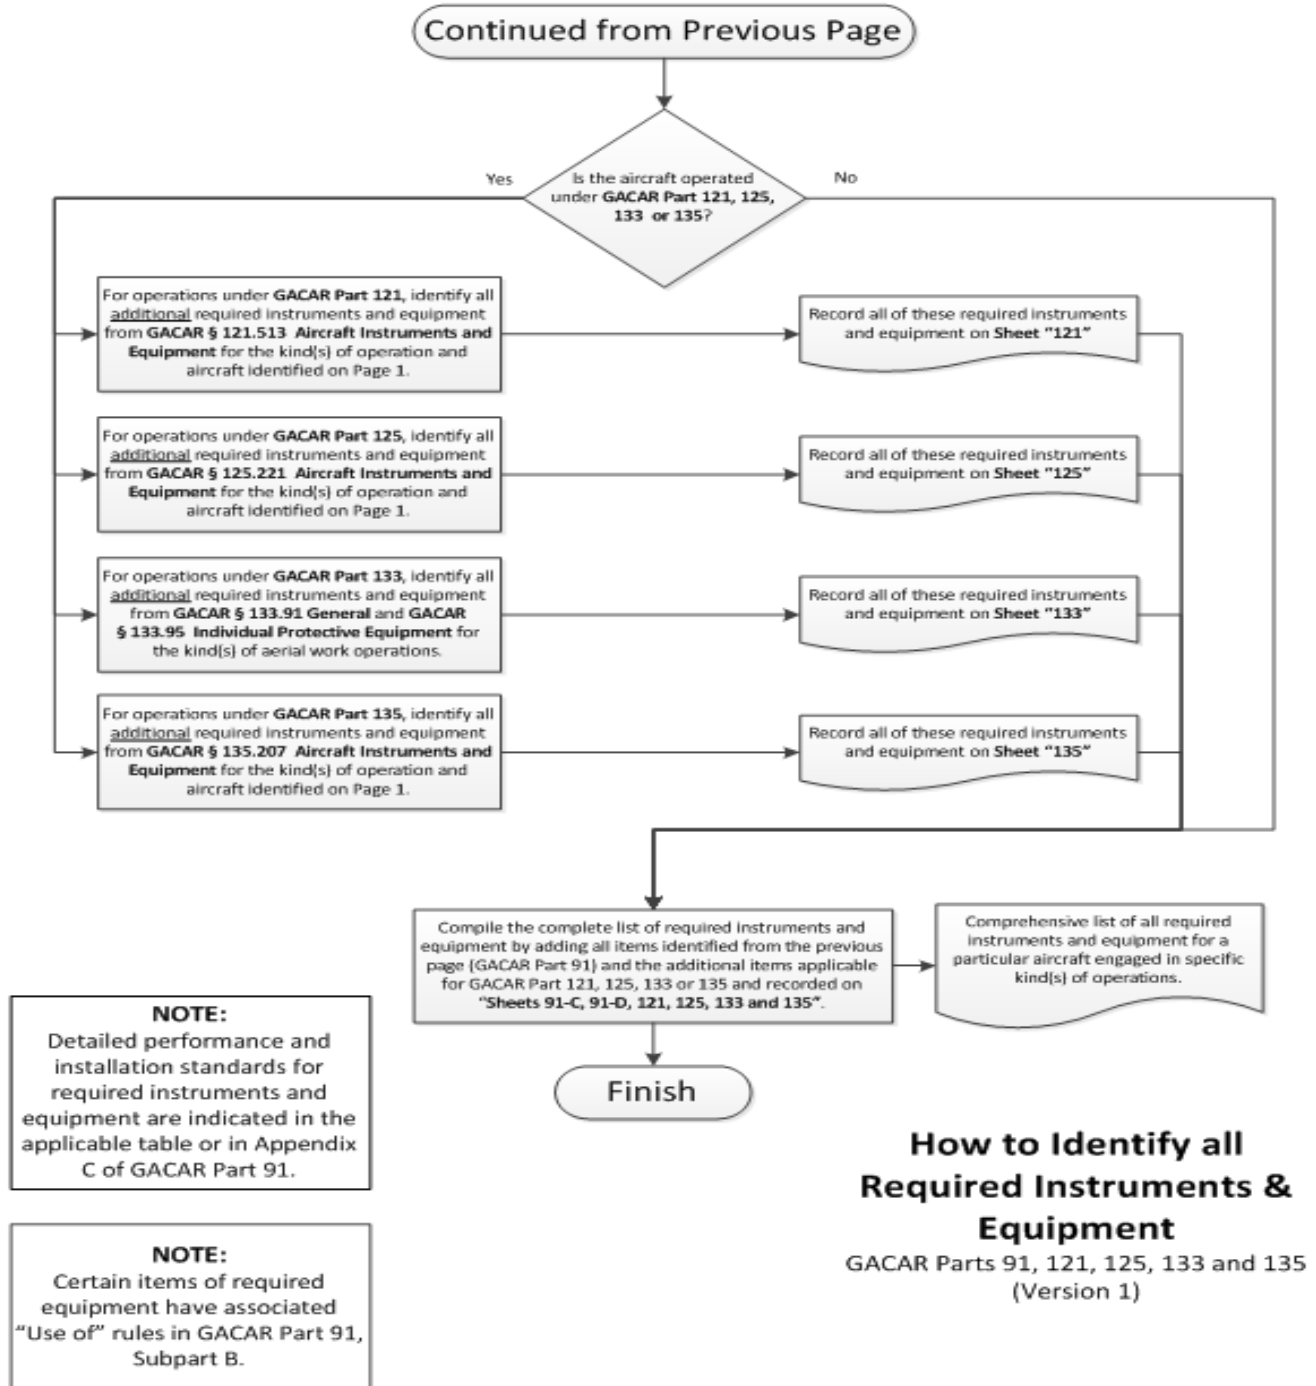 Continued from Previous Page
Is the aircraft operated
under GACAR Part 121, 125,
133 or 135?
Yes
No
For operations under GACAR Part 121, identify all
additional required instruments and equipment
from GACAR § 121.513 Aircraft Instruments and
Equipment for the kind(s) of operation and
aircraft identified on Page 1.
Record all of these required instruments
and equipment on Sheet "121"
For operations under GACAR Part 125, identify all
additional required instruments and equipment
from GACAR § 125.221 Aircraft Instruments and
Equipment for the kind(s) of operation and
aircraft identified on Page 1.
Record all of these required instruments
and equipment on Sheet "125"
For operations under GACAR Part 133, identify all
additional required instruments and equipment
from GACAR § 133.91 General and GACAR
§ 133.95 Individual Protective Equipment for
the kind(s) of aerial work operations.
Record all of these required instruments
and equipment on Sheet "133"
For operations under GACAR Part 135, identify all
additional required instruments and equipment
from GACAR § 135.207 Aircraft Instruments and
Equipment for the kind(s) of operation and
aircraft identified on Page 1.
Record all of these required instruments
and equipment on Sheet "135"
Compile the complete list of required instruments and
equipment by adding all items identified from the previous
page (GACAR Part 91) and the additional items applicable
for GACAR Part 121, 125, 133 or 135 and recorded on
"Sheets 91-C, 91-D, 121, 125, 133 and 135".
Comprehensive list of all required
instruments and equipment for a
particular aircraft engaged in specific
kind(s) of operations.
Finish
NOTE:
Detailed performance and
installation standards for
required instruments and
equipment are indicated in the
applicable table or in Appendix
C of GACAR Part 91.
NOTE:
Certain items of required
equipment have associated
"Use of" rules in GACAR Part 91,
Subpart B.
How to Identify all
Required Instruments &
Equipment
GACAR Parts 91, 121, 125, 133 and 135
(Version 1)